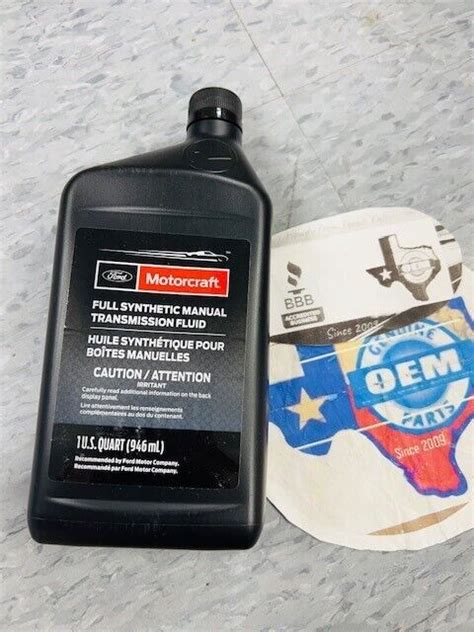 Ford
Motorcraft
FULL SYNTHETIC MANUAL
TRANSMISSION FLUID
HUILE SYNTHÉTIQUE POUR
BOÎTES MANUELLES
CAUTION / ATTENTION
IRRITANT
Carefully read additional information on the back
display panel.
Lire attentivement les renseignements
complémentaires au dos du contenant.
1 U.S. QUART (946 mL)
Recommended by Ford Motor Company.
Recommandé par Ford Motor Company.
OEM
BBB
ACCREDITED
BUSINESS
Since 2009
GENUINE
OEM
PARTS
Since 2009